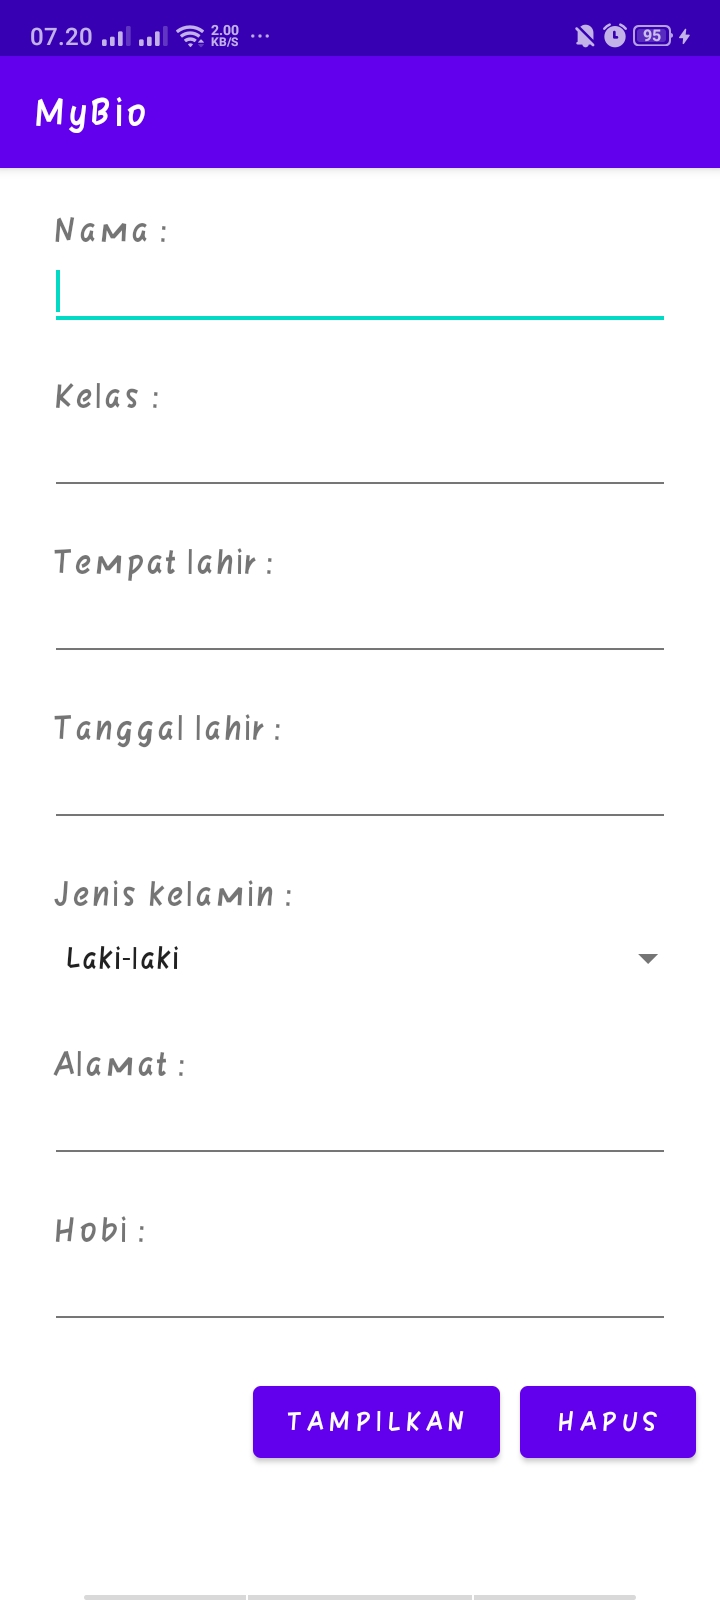 07.20 2.00 KB/S ... 95
MyBio
Nama :
Kelas :
Tempat lahir :
Tanggal lahir :
Jenis kelamin :
Laki-laki
Alamat :
Hobi :
TAMPILKAN HAPUS